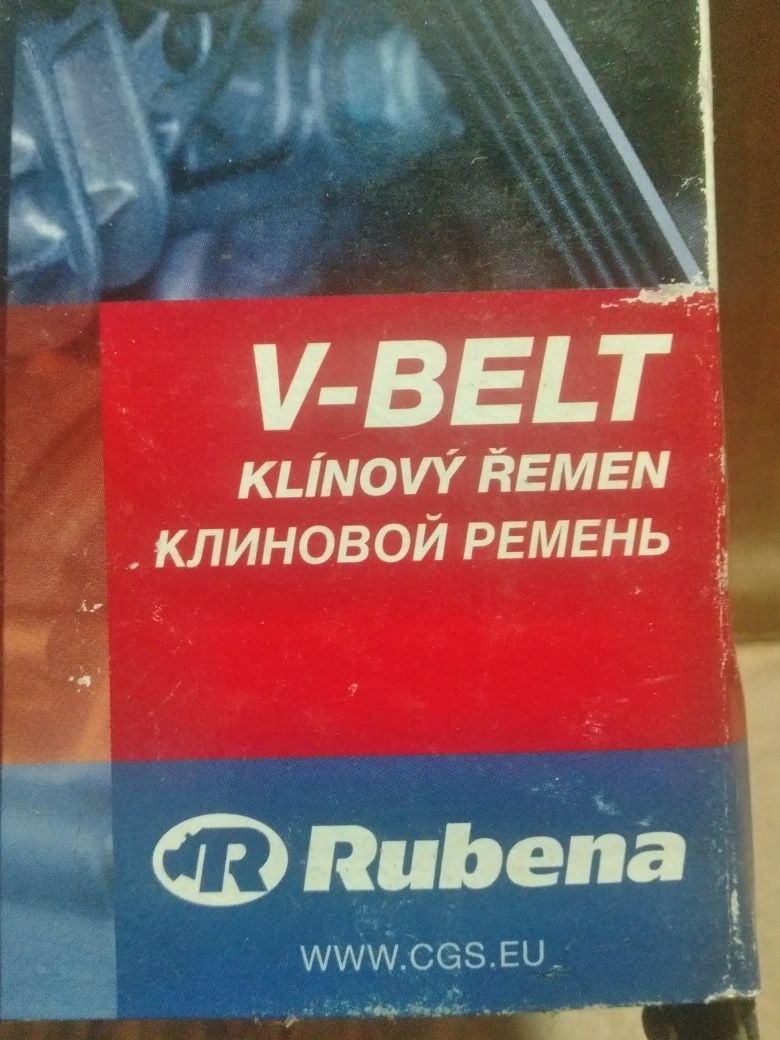 V-BELT
KLÍNOVÝ ŘEMEN
КЛИНОВОЙ РЕМЕНЬ
R Rubena
WWW.CGS.EU